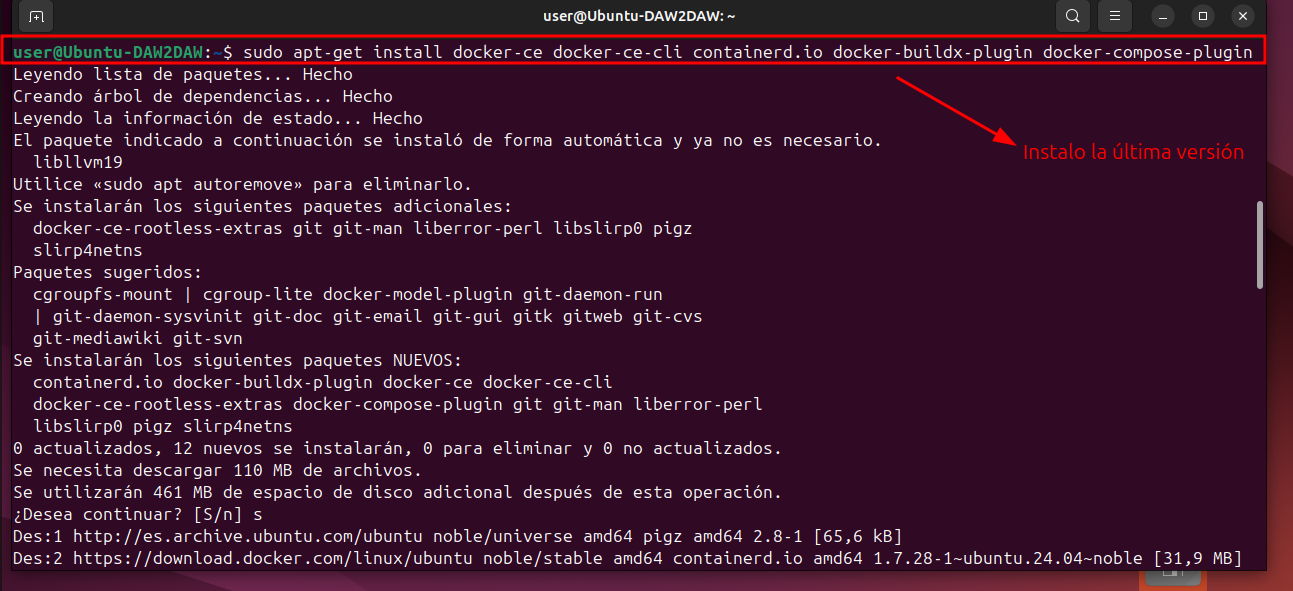 user@Ubuntu-DAW2DAW: ~
user@Ubuntu-DAW2DAW:~$ sudo apt-get install docker-ce docker-ce-cli containerd.io docker-buildx-plugin docker-compose-plugin
Leyendo lista de paquetes... Hecho
Creando árbol de dependencias... Hecho
Leyendo la información de estado... Hecho
El paquete indicado a continuación se instaló de forma automática y ya no es necesario.
Instalo la última versión
  libllvm19
Utilice «sudo apt autoremove» para eliminarlo.
Se instalarán los siguientes paquetes adicionales:
  docker-ce-rootless-extras git git-man liberror-perl libslirp0 pigz
  slirp4netns
Paquetes sugeridos:
  cgroupfs-mount | cgroup-lite docker-model-plugin git-daemon-run
  | git-daemon-sysvinit git-doc git-email git-gui gitk gitweb git-cvs
  git-mediawiki git-svn
Se instalarán los siguientes paquetes NUEVOS:
  containerd.io docker-buildx-plugin docker-ce docker-ce-cli
  docker-ce-rootless-extras docker-compose-plugin git git-man liberror-perl
  libslirp0 pigz slirp4netns
0 actualizados, 12 nuevos se instalarán, 0 para eliminar y 0 no actualizados.
Se necesita descargar 110 MB de archivos.
Se utilizarán 461 MB de espacio de disco adicional después de esta operación.
¿Desea continuar? [S/n] s
Des:1 http://es.archive.ubuntu.com/ubuntu noble/universe amd64 pigz amd64 2.8-1 [65,6 kB]
Des:2 https://download.docker.com/linux/ubuntu noble/stable amd64 containerd.io amd64 1.7.28-1~ubuntu.24.04~noble [31,9 MB]